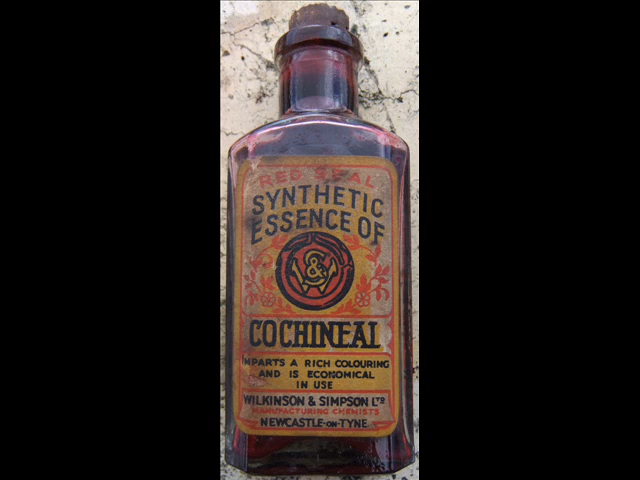 RED SEAL
SYNTHETIC
ESSENCE OF
W&S
COCHINEAL
IMPARTS A RICH COLOURING
AND IS ECONOMICAL
IN USE
WILKINSON & SIMPSON LTD
MANUFACTURING CHEMISTS
NEWCASTLE-ON-TYNE